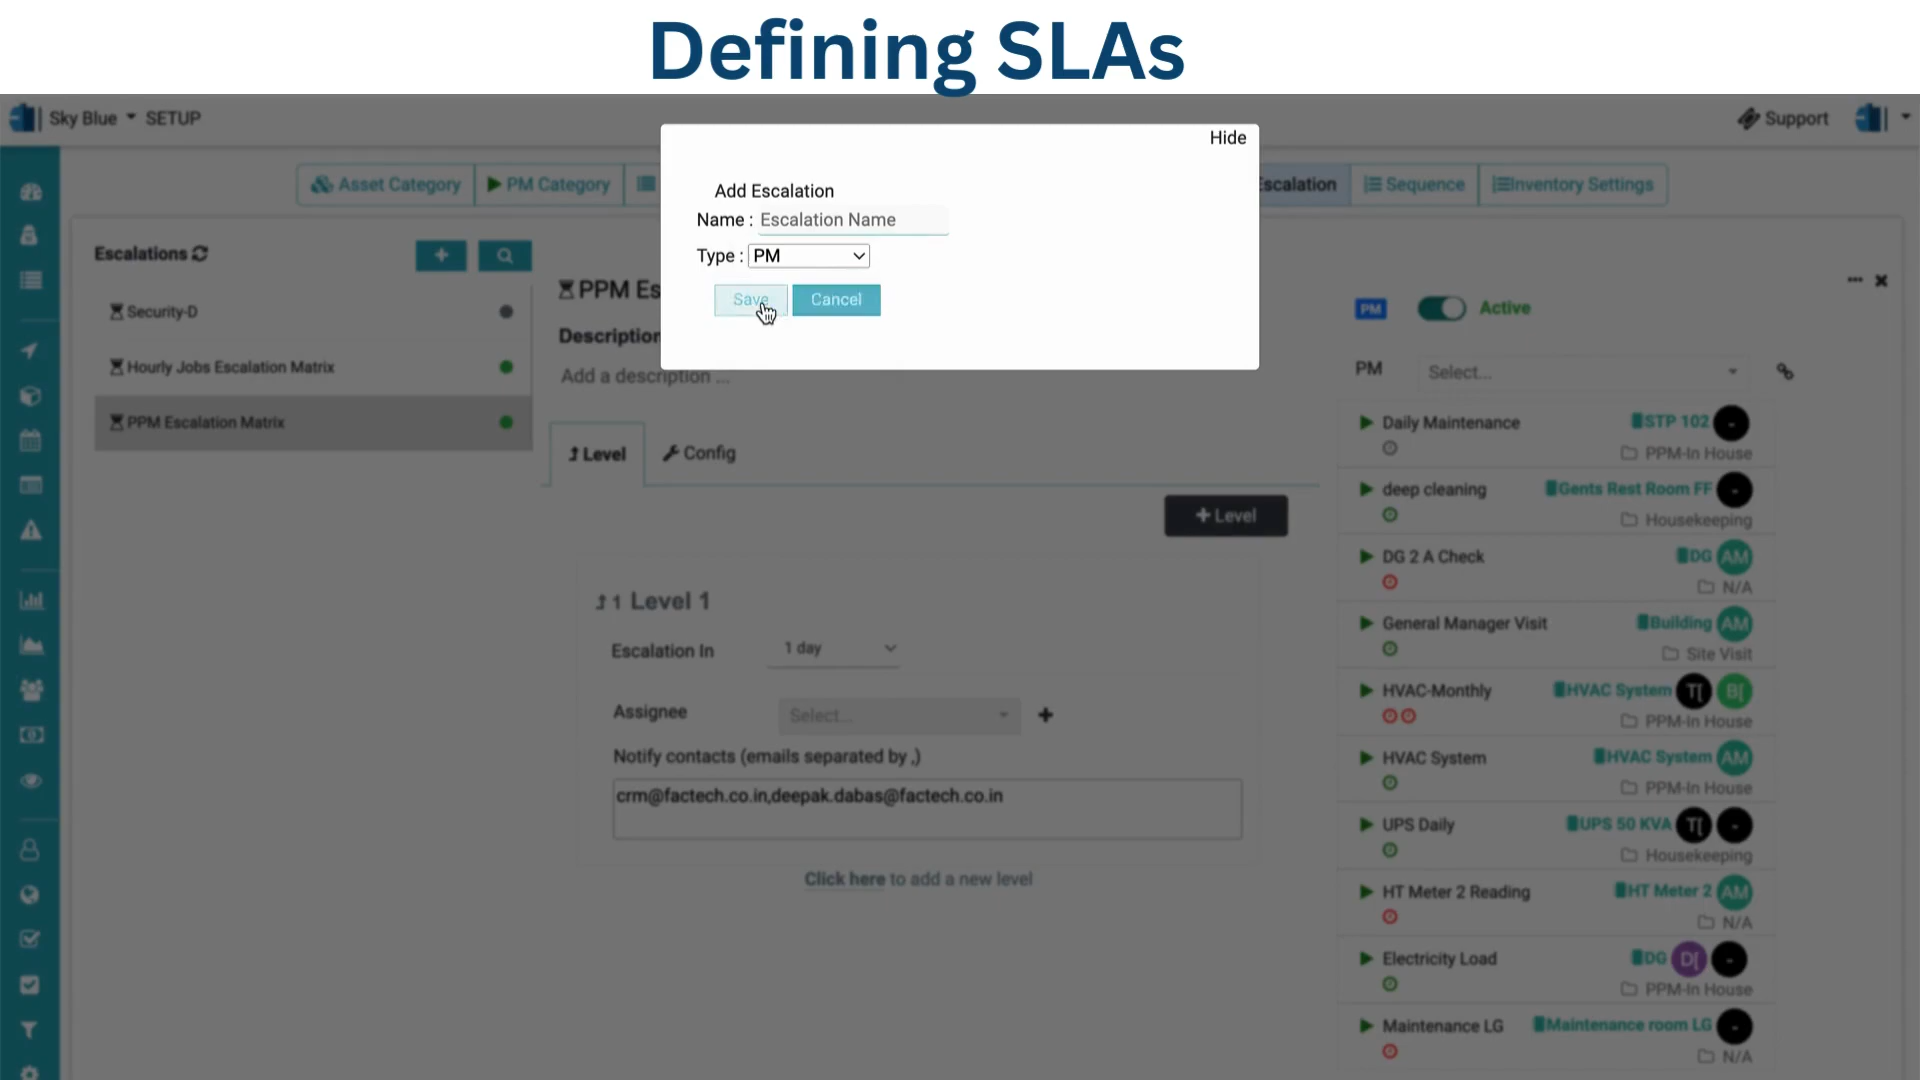 Defining SLAs
Sky Blue SETUP
Support
Hide
Asset Category
PM Category
Escalation
Sequence
Inventory Settings
Add Escalation
Name : Escalation Name
Type : PM
Save Cancel
Escalations
Security-D
Hourly Jobs Escalation Matrix
PPM Escalation Matrix
PPM Es
Description
Add a description ...
Level
Config
+ Level
1 Level 1
Escalation In 1 day
Assignee Select...
Notify contacts (emails separated by ,)
crm@factech.co.in,deepak.dabas@factech.co.in
Click here to add a new level
PM Active
PM Select...
Daily Maintenance STP 102 -
PPM-In House
deep cleaning Gents Rest Room FF -
Housekeeping
DG 2 A Check DG AM
N/A
General Manager Visit Building AM
Site Visit
HVAC-Monthly HVAC System T[ B[
PPM-In House
HVAC System HVAC System AM
PPM-In House
UPS Daily UPS 50 KVA T[ -
Housekeeping
HT Meter 2 Reading HT Meter 2 AM
N/A
Electricity Load DG D[ -
PPM-In House
Maintenance LG Maintenance room LG -
N/A